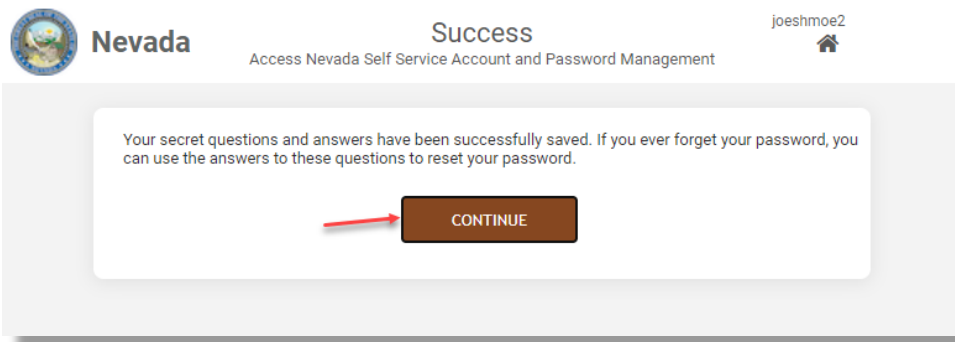 Nevada
Success
joeshmoe2
Access Nevada Self Service Account and Password Management
Your secret questions and answers have been successfully saved. If you ever forget your password, you
can use the answers to these questions to reset your password.
CONTINUE